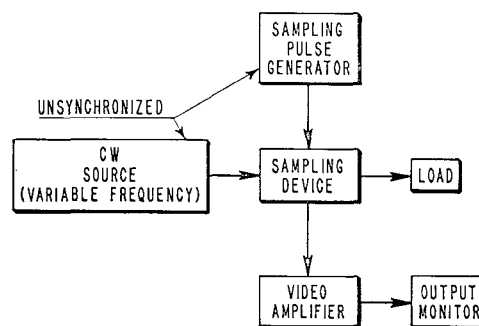 SAMPLING
PULSE
GENERATOR
UNSYNCHRONIZED
CW
SOURCE
(VARIABLE FREQUENCY)
SAMPLING
DEVICE
LOAD
VIDEO
AMPLIFIER
OUTPUT
MONITOR